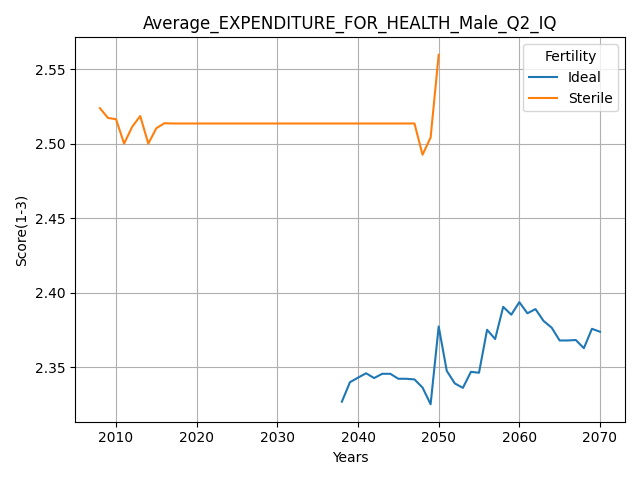 Average_EXPENDITURE_FOR_HEALTH_Male_Q2_IQ
Fertility
Ideal
Sterile
Score(1-3)
2.55
2.50
2.45
2.40
2.35
2010 2020 2030 2040 2050 2060 2070
Years